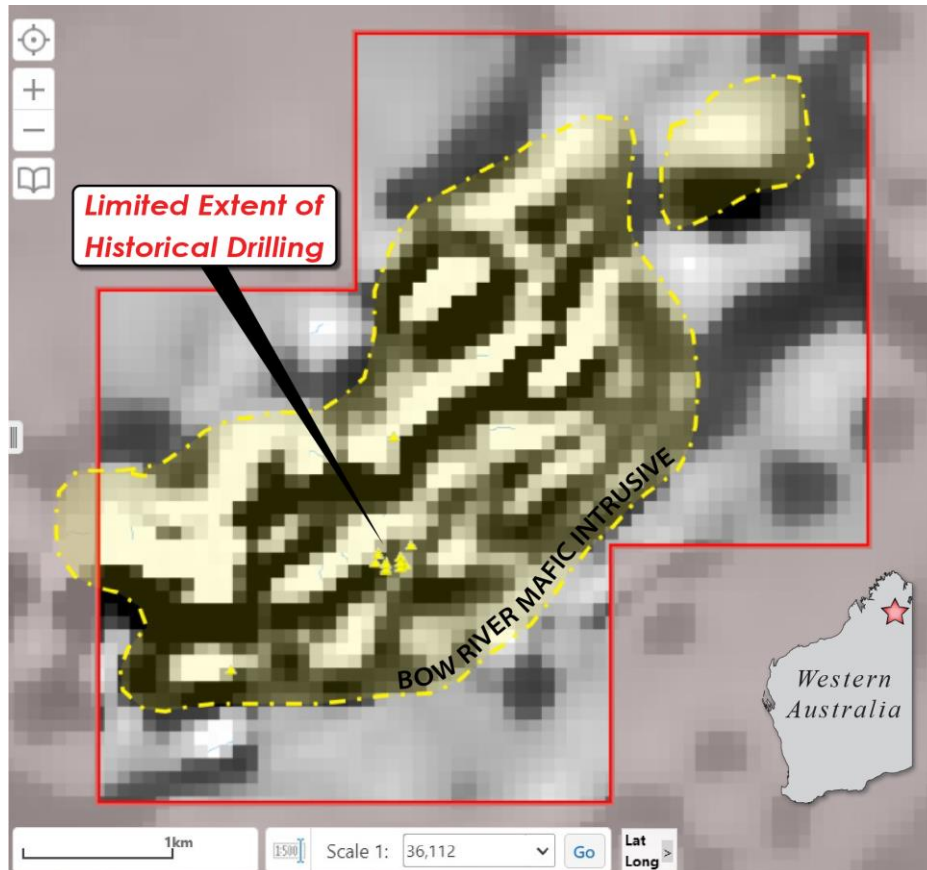 Limited Extent of
Historical Drilling
BOW RIVER MAFIC INTRUSIVE
Western
Australia
1km
1:500
Scale 1:
36,112
Go
Lat
Long
>